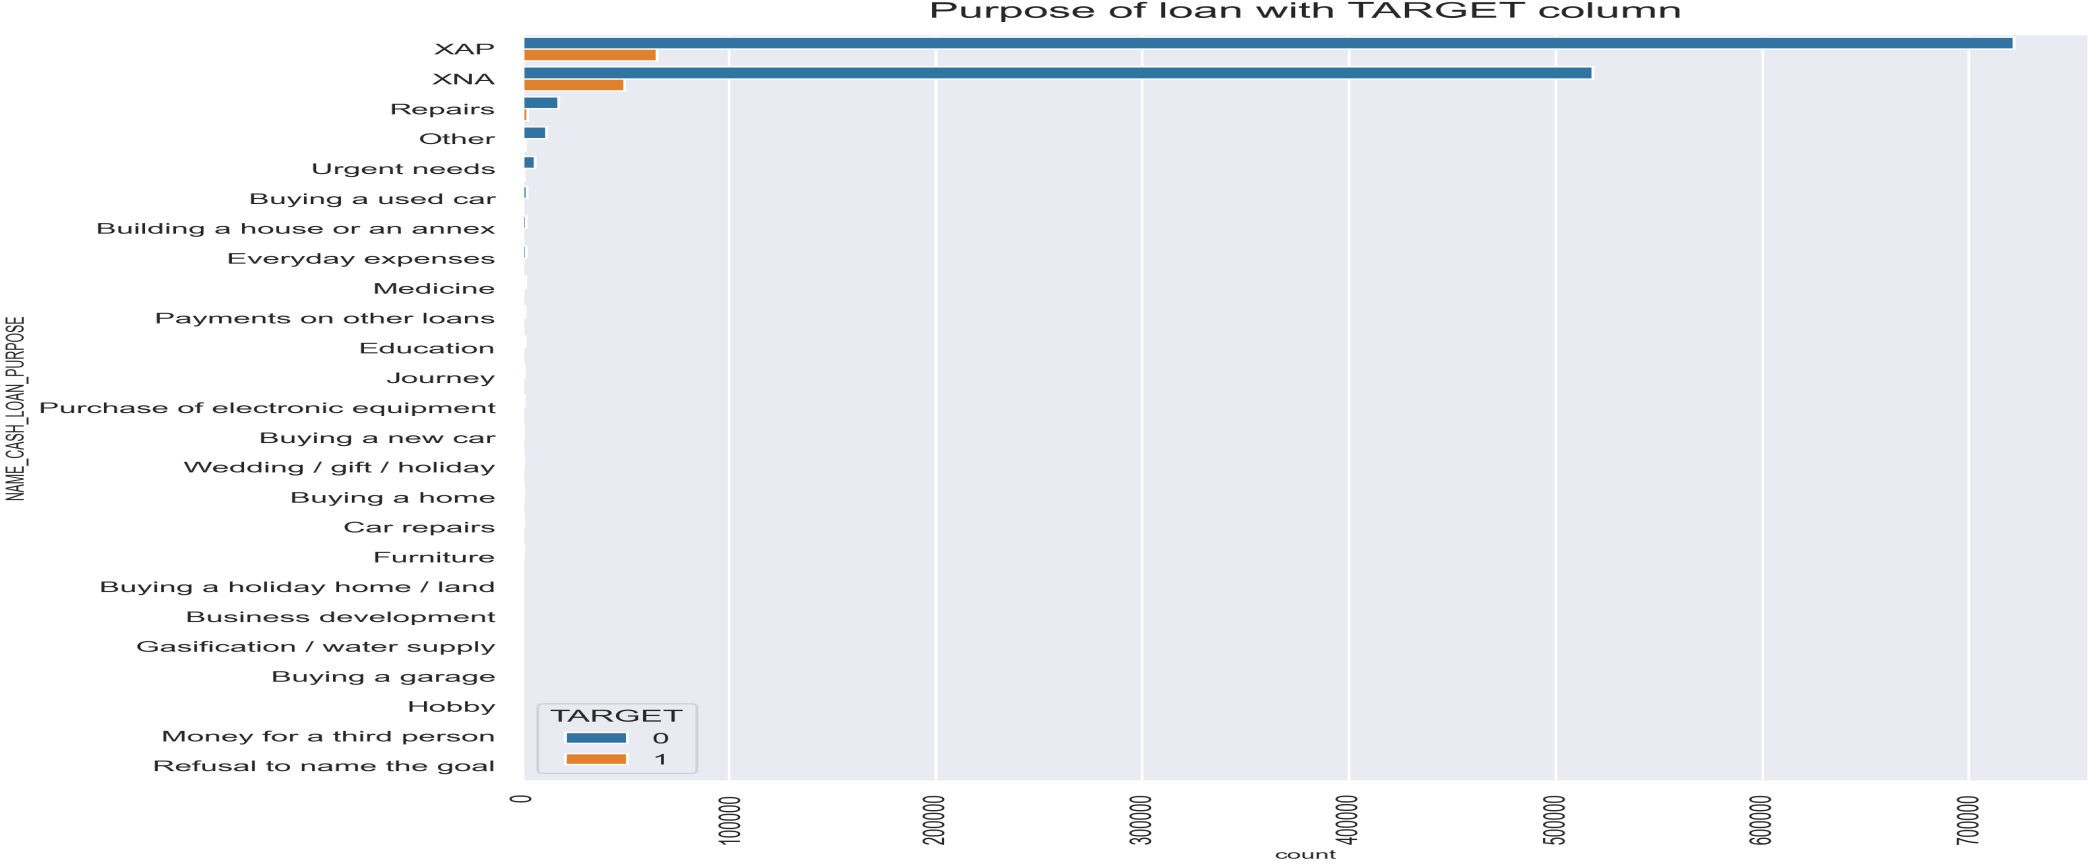 Purpose of loan with TARGET column
NAME_CASH_LOAN_PURPOSE
XAP
XNA
Repairs
Other
Urgent needs
Buying a used car
Building a house or an annex
Everyday expenses
Medicine
Payments on other loans
Education
Journey
Purchase of electronic equipment
Buying a new car
Wedding / gift / holiday
Buying a home
Car repairs
Furniture
Buying a holiday home / land
Business development
Gasification / water supply
Buying a garage
Hobby
Money for a third person
Refusal to name the goal
TARGET
0
1
0
100000
200000
300000
400000
500000
600000
700000
count